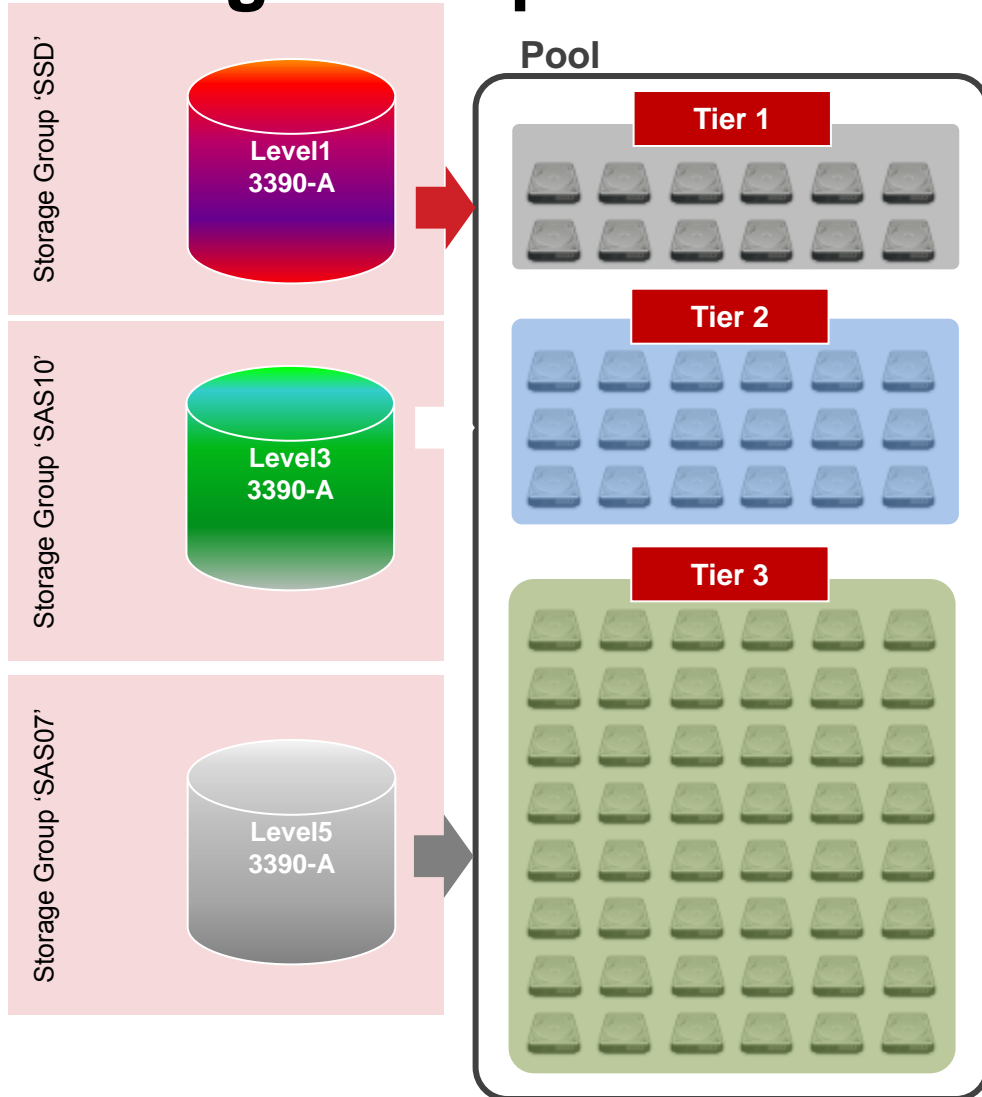 Storage Group ‘SSD’
Level1
3390-A
Storage Group ‘SAS10’
Level3
3390-A
Storage Group ‘SAS07’
Level5
3390-A
Pool
Tier 1
Tier 2
Tier 3